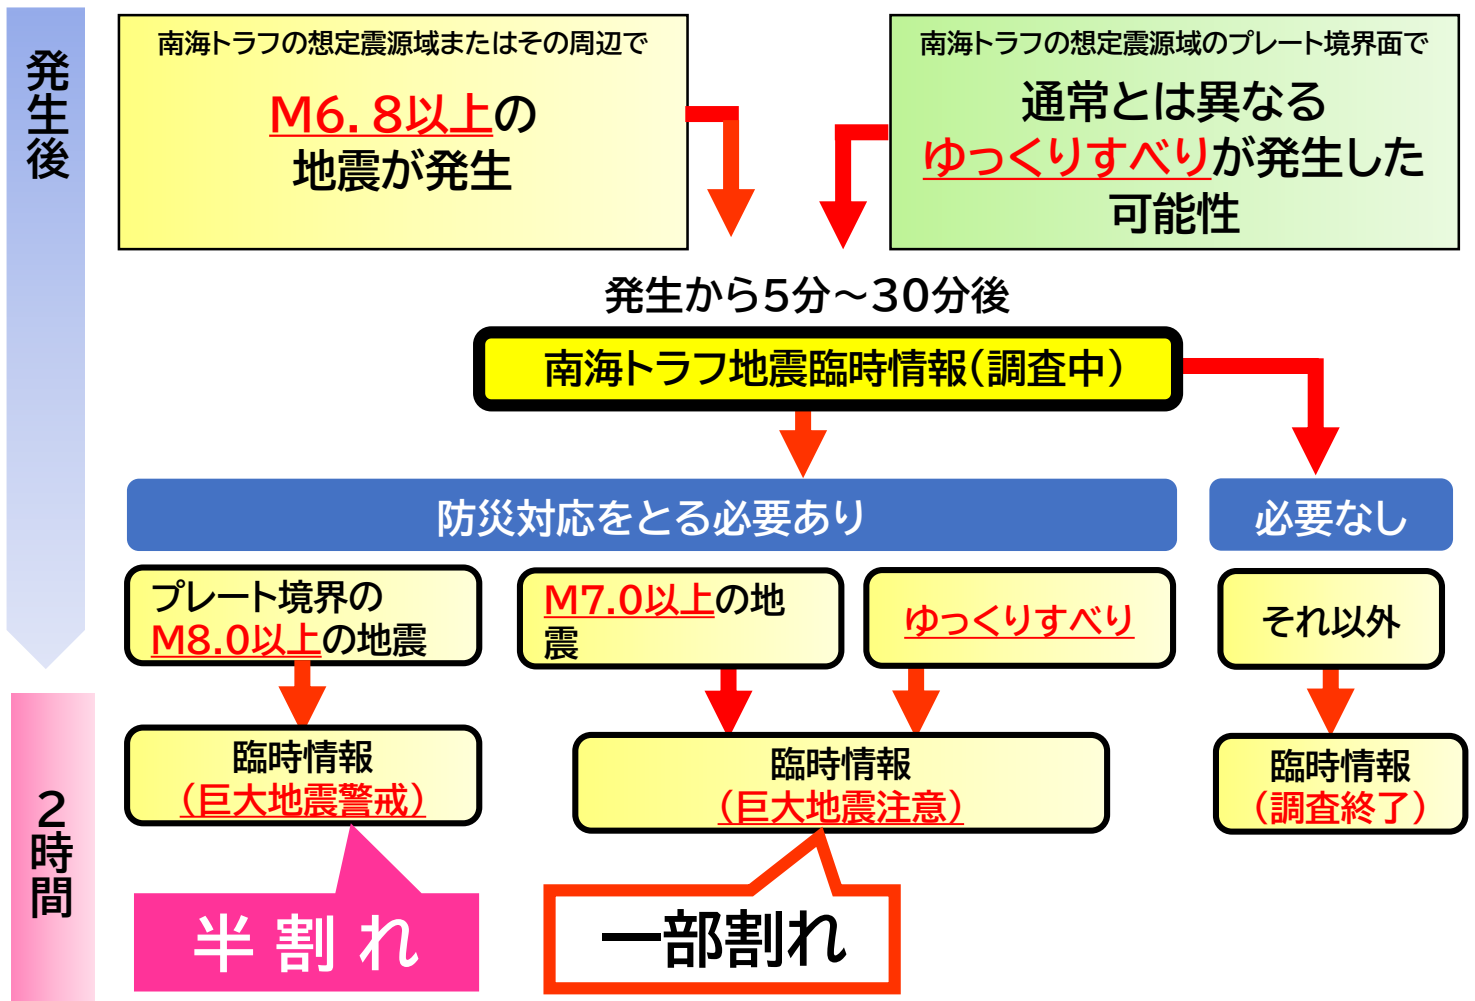 発生後
南海トラフの想定震源域またはその周辺で
M6．8以上の
地震が発生
南海トラフの想定震源域のプレート境界面で
通常とは異なる
ゆっくりすべりが発生した
可能性
発生から5分～30分後
南海トラフ地震臨時情報（調査中）
防災対応をとる必要あり
必要なし
プレート境界の
M8.0以上の地震
M7.0以上の地
震
ゆっくりすべり
それ以外
2時間
臨時情報
（巨大地震警戒）
臨時情報
（巨大地震注意）
臨時情報
（調査終了）
半割れ
一部割れ